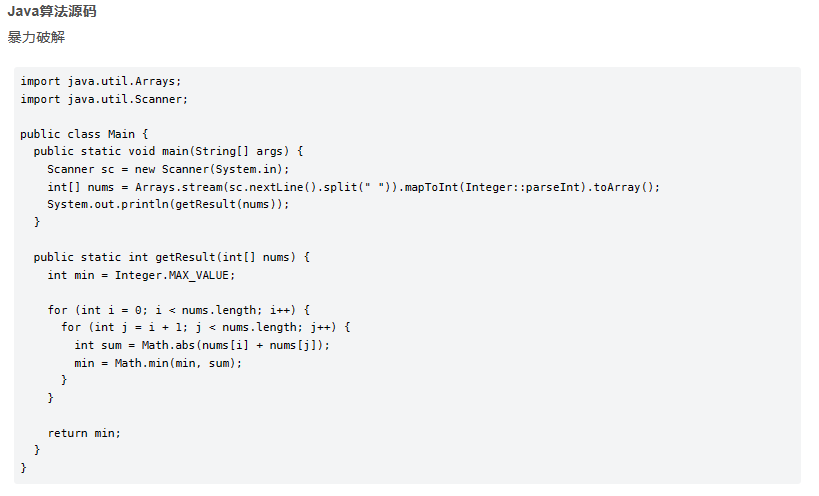 Java算法源码
暴力破解
import java.util.Arrays;
import java.util.Scanner;
public class Main {
  public static void main(String[] args) {
    Scanner sc = new Scanner(System.in);
    int[] nums = Arrays.stream(sc.nextLine().split(" ")).mapToInt(Integer::parseInt).toArray();
    System.out.println(getResult(nums));
  }
  public static int getResult(int[] nums) {
    int min = Integer.MAX_VALUE;
    for (int i = 0; i < nums.length; i++) {
      for (int j = i + 1; j < nums.length; j++) {
        int sum = Math.abs(nums[i] + nums[j]);
        min = Math.min(min, sum);
      }
    }
    return min;
  }
}